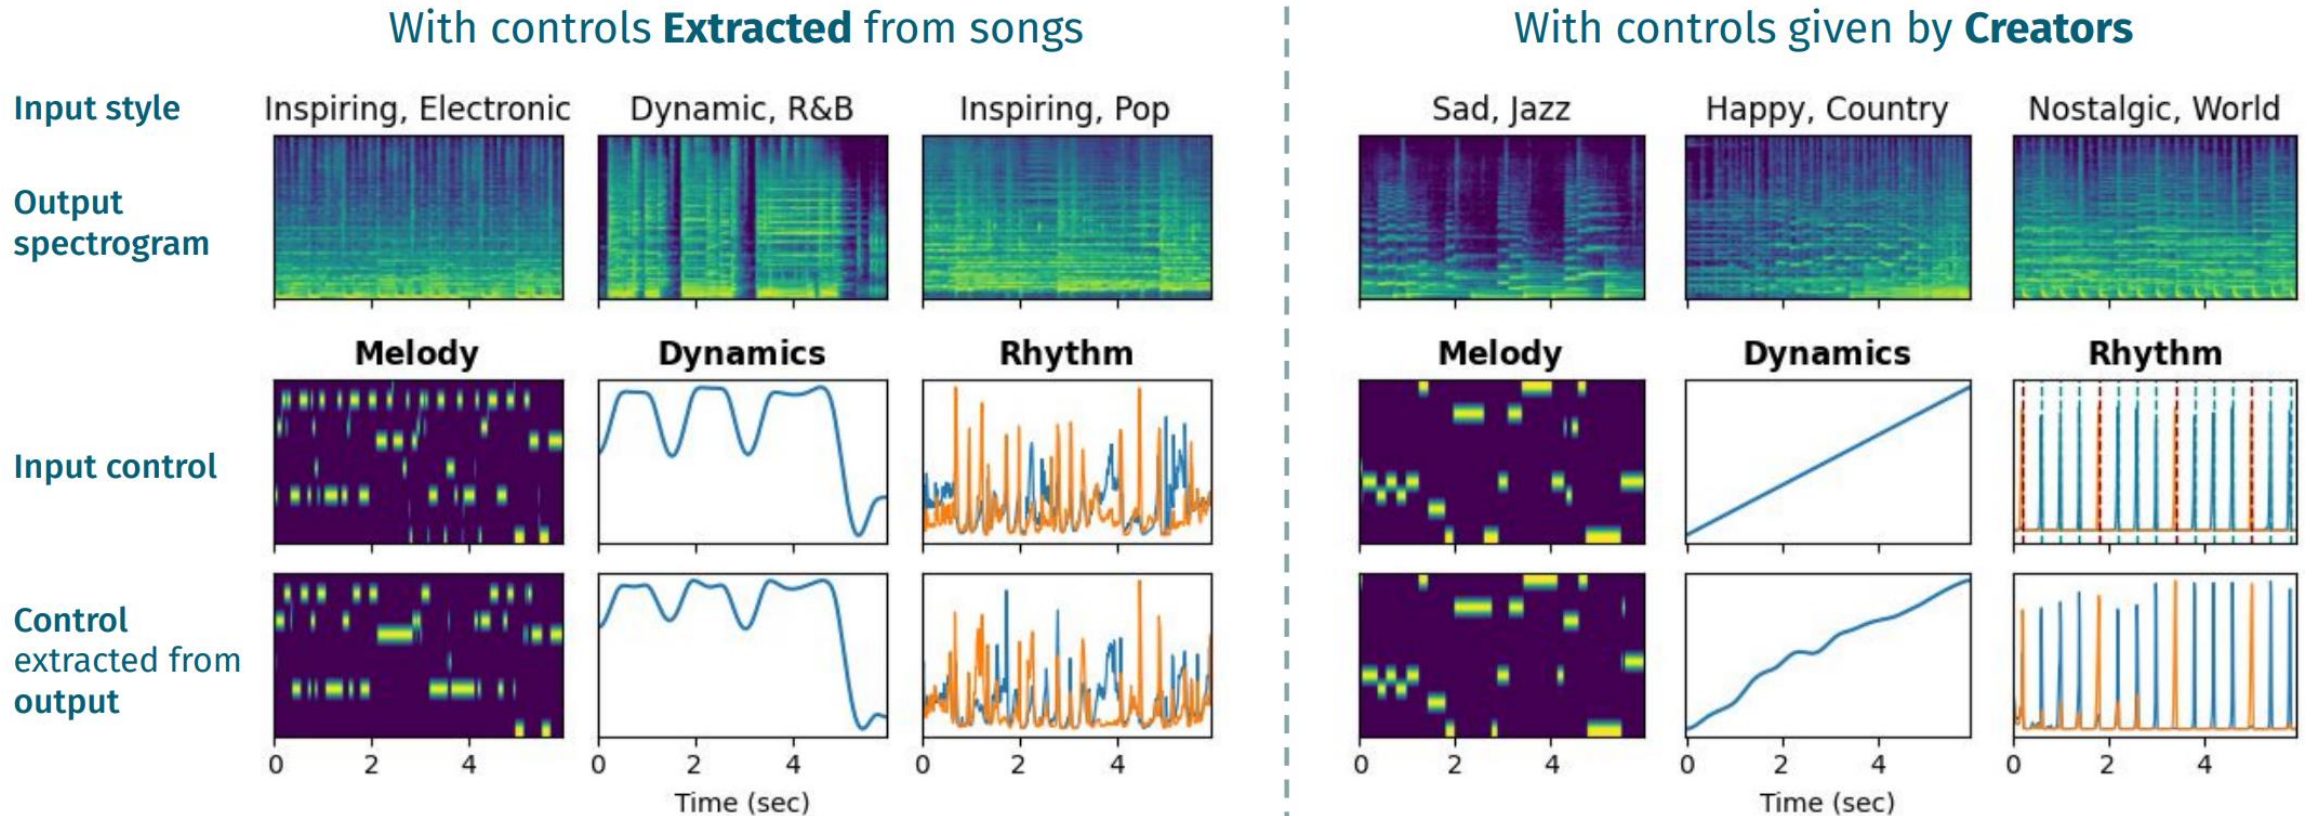 With controls Extracted from songs
With controls given by Creators
Input style
Inspiring, Electronic
Dynamic, R&B
Inspiring, Pop
Sad, Jazz
Happy, Country
Nostalgic, World
Output
spectrogram
Melody
Dynamics
Rhythm
Melody
Dynamics
Rhythm
Input control
Control
extracted from
output
0 2 4
0 2 4
0 2 4
0 2 4
0 2 4
0 2 4
Time (sec)
Time (sec)